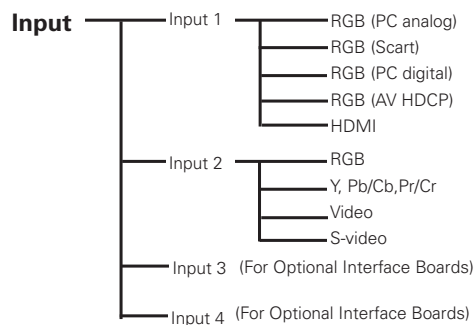 Input
Input 1
RGB (PC analog)
RGB (Scart)
RGB (PC digital)
RGB (AV HDCP)
HDMI
Input 2
RGB
Y, Pb/Cb,Pr/Cr
Video
S-video
Input 3 (For Optional Interface Boards)
Input 4 (For Optional Interface Boards)